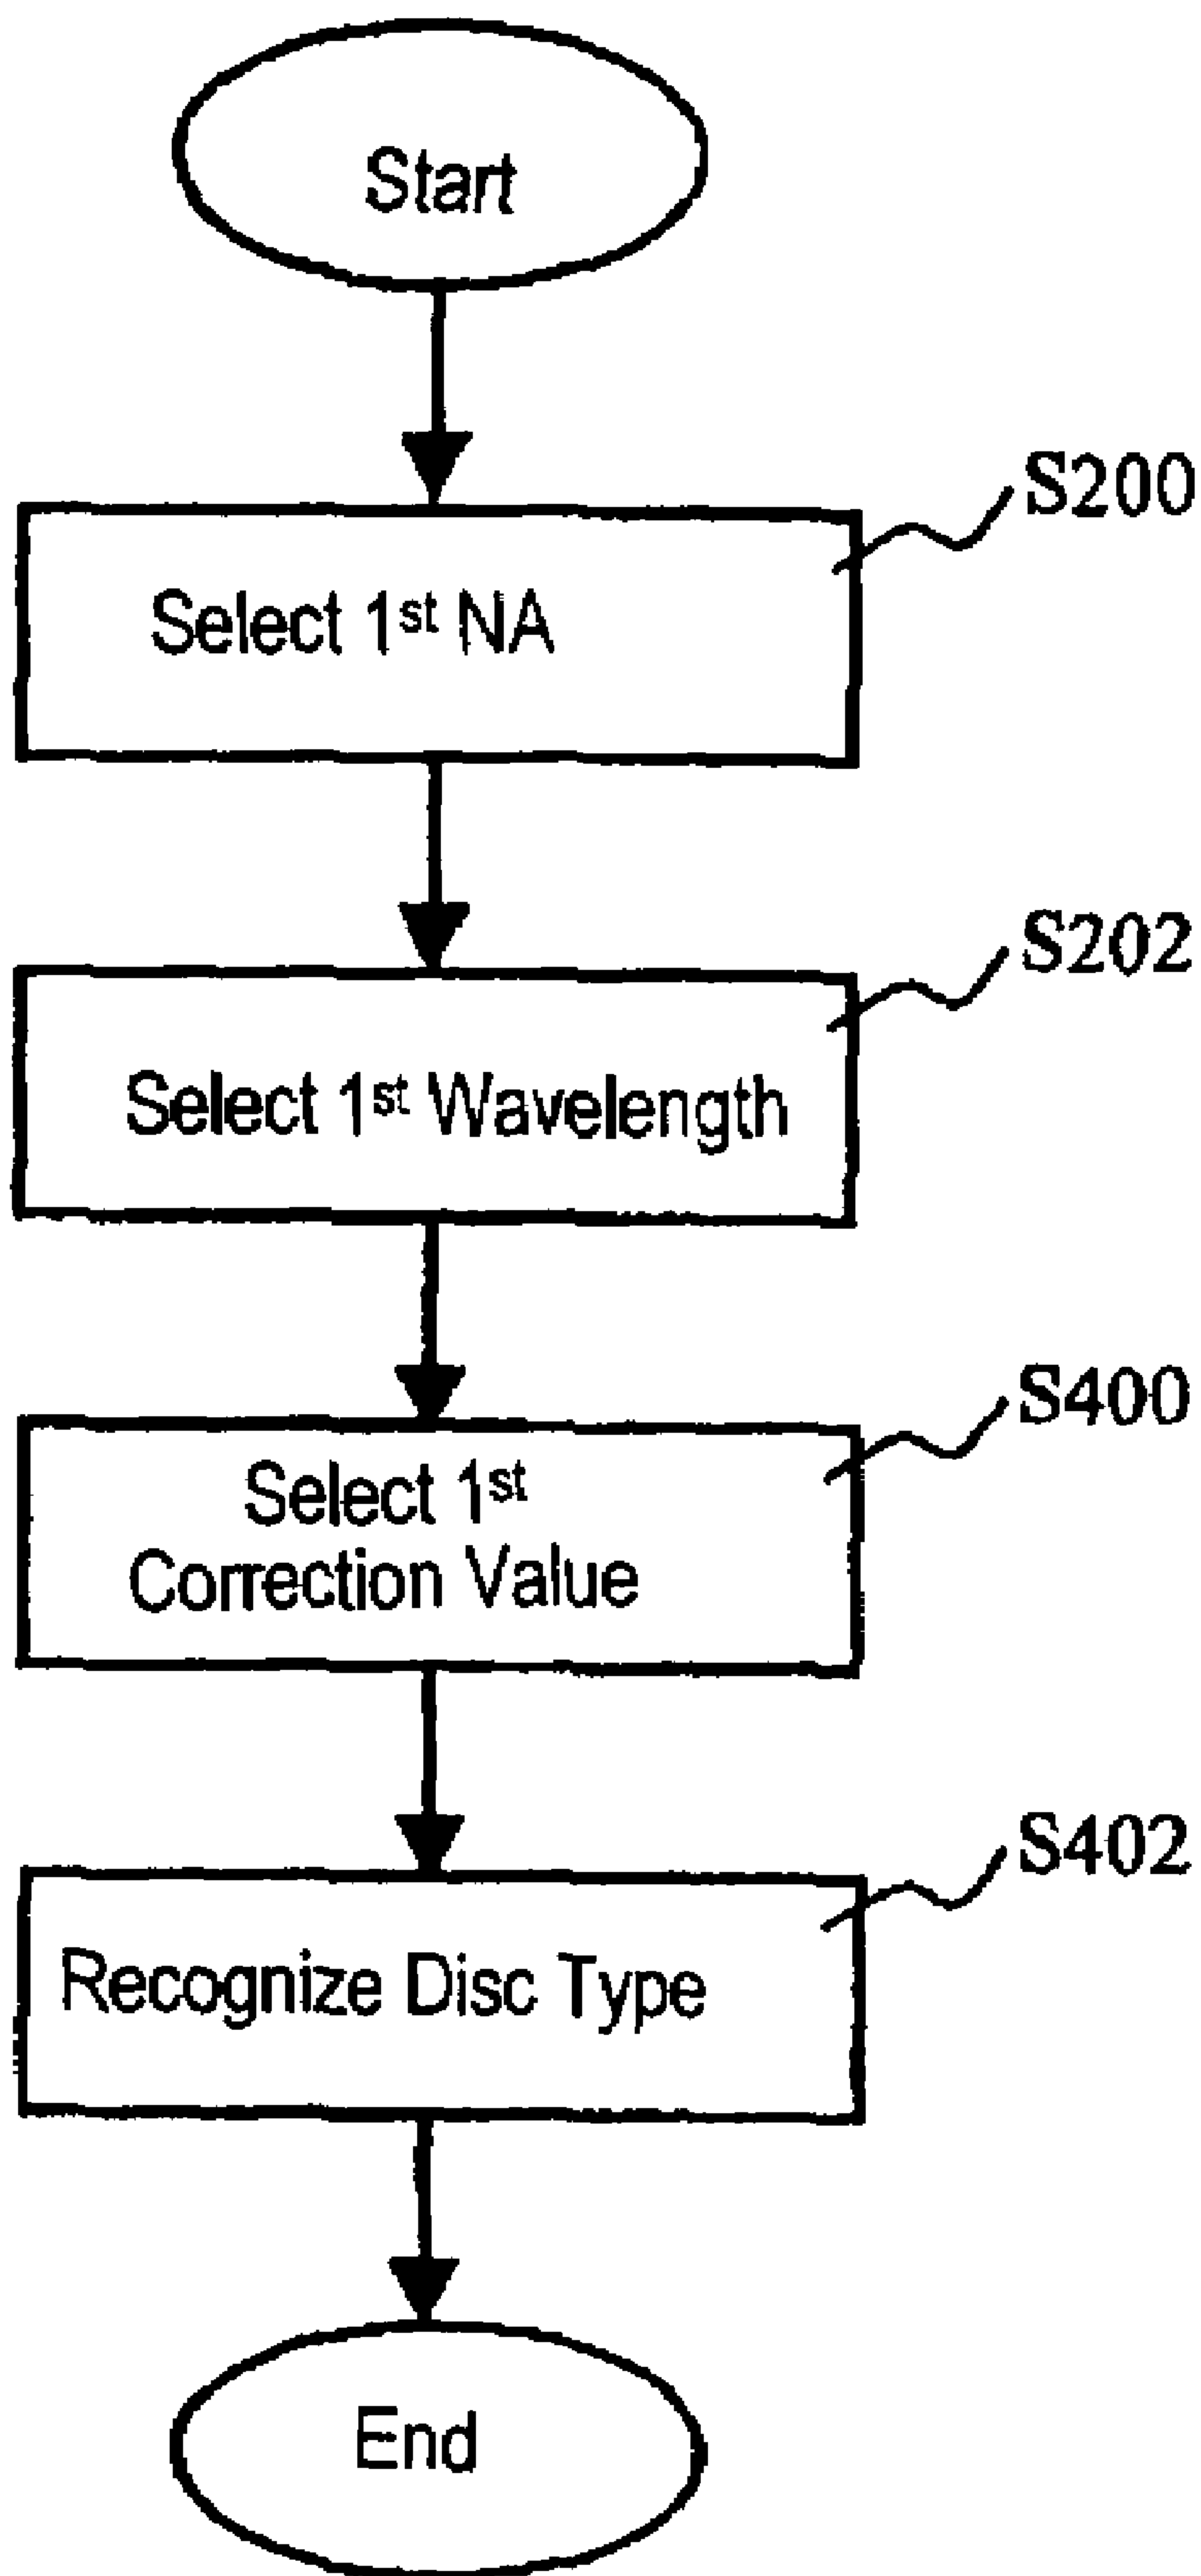 Start
S200
Select 1st NA
S202
Select 1st Wavelength
S400
Select 1st
Correction Value
S402
Recognize Disc Type
End